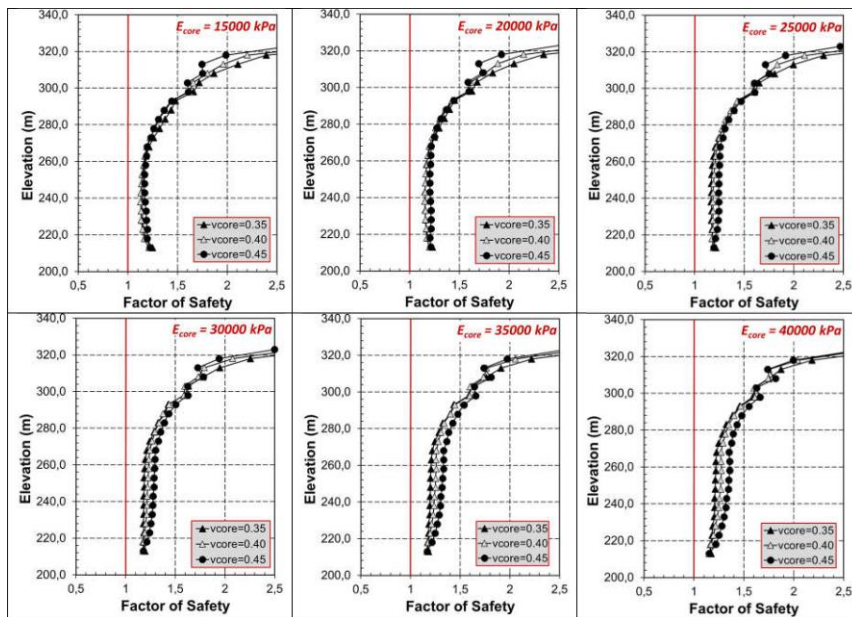 E core = 15000 kPa
340,0
320,0
300,0
280,0
260,0
240,0
220,0
200,0
Elevation (m)
vcore=0.35
vcore=0.40
vcore=0.45
0,5 1 1,5 2 2,5
Factor of Safety
E core = 20000 kPa
340,0
320,0
300,0
280,0
260,0
240,0
220,0
200,0
Elevation (m)
vcore=0.35
vcore=0.40
vcore=0.45
0,5 1 1,5 2 2,5
Factor of Safety
E core = 25000 kPa
340,0
320,0
300,0
280,0
260,0
240,0
220,0
200,0
Elevation (m)
vcore=0.35
vcore=0.40
vcore=0.45
0,5 1 1,5 2 2,5
Factor of Safety
E core = 30000 kPa
340,0
320,0
300,0
280,0
260,0
240,0
220,0
200,0
Elevation (m)
vcore=0.35
vcore=0.40
vcore=0.45
0,5 1 1,5 2 2,5
Factor of Safety
E core = 35000 kPa
340,0
320,0
300,0
280,0
260,0
240,0
220,0
200,0
Elevation (m)
vcore=0.35
vcore=0.40
vcore=0.45
0,5 1 1,5 2 2,5
Factor of Safety
E core = 40000 kPa
340,0
320,0
300,0
280,0
260,0
240,0
220,0
200,0
Elevation (m)
vcore=0.35
vcore=0.40
vcore=0.45
0,5 1 1,5 2 2,5
Factor of Safety